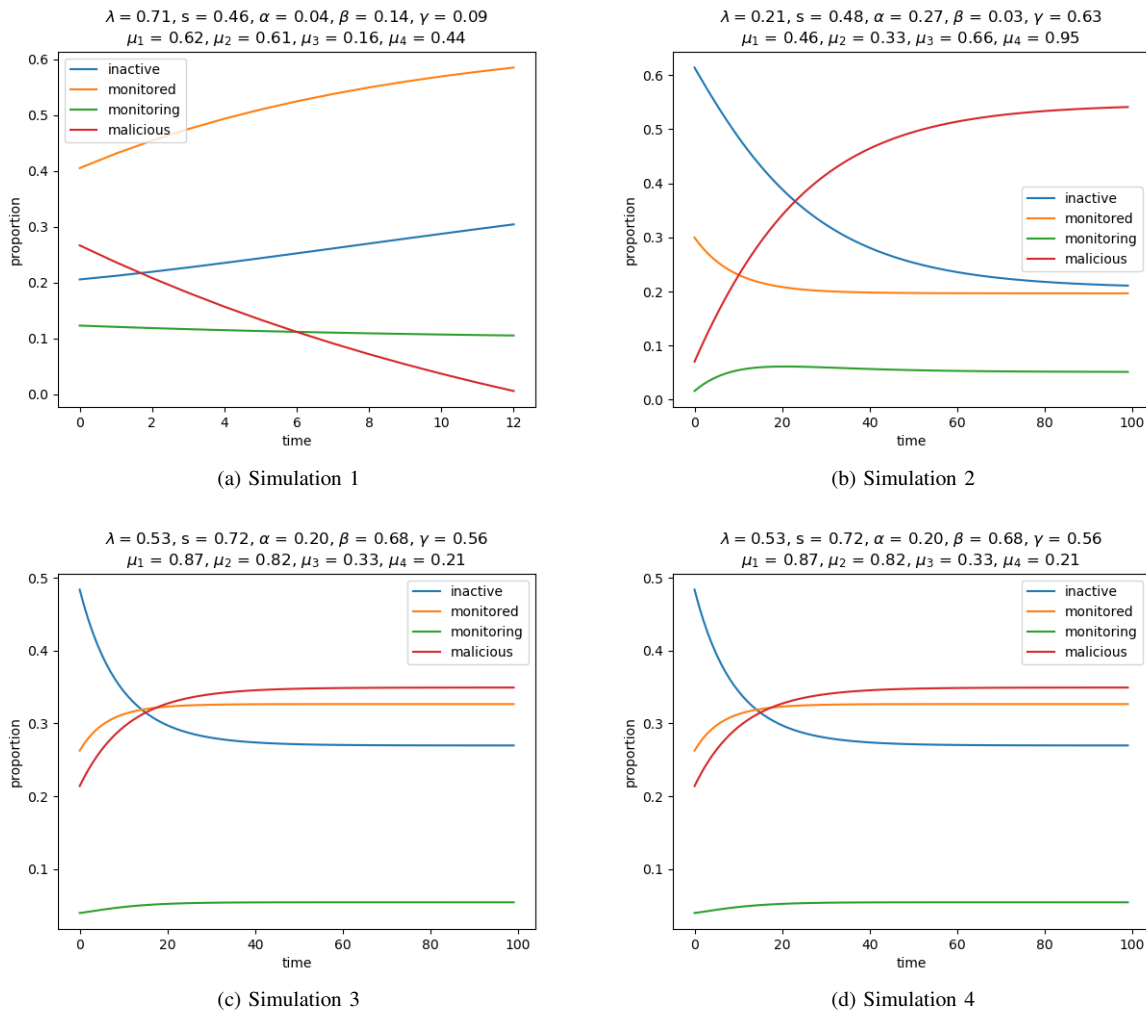 λ = 0.71, s = 0.46, α = 0.04, β = 0.14, γ = 0.09
μ₁ = 0.62, μ₂ = 0.61, μ₃ = 0.16, μ₄ = 0.44
0.6
0.5
0.4
0.3
0.2
0.1
0.0
proportion
inactive
monitored
monitoring
malicious
0 2 4 6 8 10 12
time
(a) Simulation 1
λ = 0.21, s = 0.48, α = 0.27, β = 0.03, γ = 0.63
μ₁ = 0.46, μ₂ = 0.33, μ₃ = 0.66, μ₄ = 0.95
0.6
0.5
0.4
0.3
0.2
0.1
0.0
proportion
inactive
monitored
monitoring
malicious
0 20 40 60 80 100
time
(b) Simulation 2
λ = 0.53, s = 0.72, α = 0.20, β = 0.68, γ = 0.56
μ₁ = 0.87, μ₂ = 0.82, μ₃ = 0.33, μ₄ = 0.21
0.5
0.4
0.3
0.2
0.1
proportion
inactive
monitored
monitoring
malicious
0 20 40 60 80 100
time
(c) Simulation 3
λ = 0.53, s = 0.72, α = 0.20, β = 0.68, γ = 0.56
μ₁ = 0.87, μ₂ = 0.82, μ₃ = 0.33, μ₄ = 0.21
0.5
0.4
0.3
0.2
0.1
proportion
inactive
monitored
monitoring
malicious
0 20 40 60 80 100
time
(d) Simulation 4